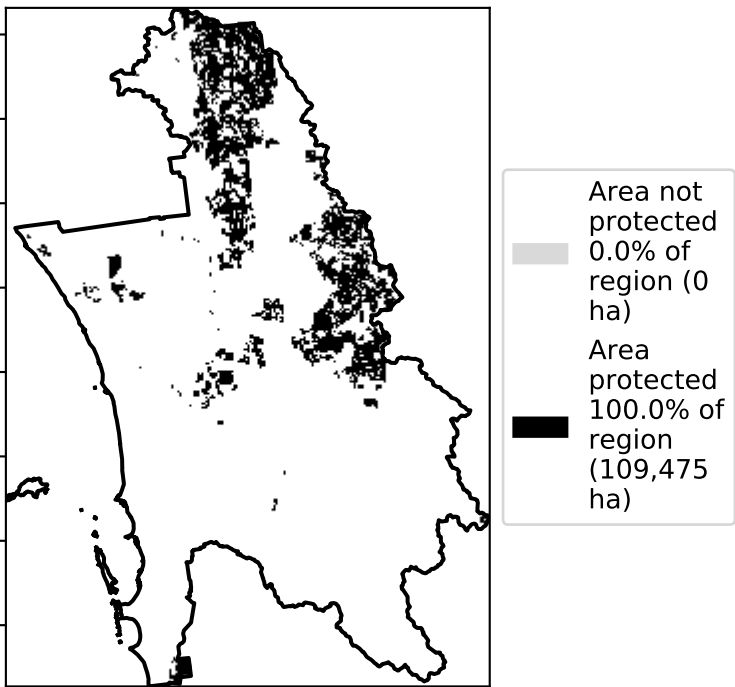 Area not
protected
0.0% of
region (0
ha)
Area
protected
100.0% of
region
(109,475
ha)